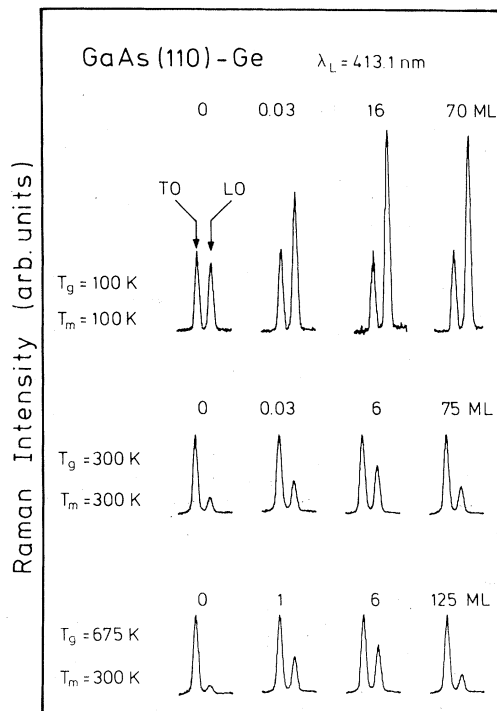 GaAs (110) - Ge λL = 413.1 nm
0 0.03 16 70 ML
TO LO
Tg = 100 K
Tm = 100 K
0 0.03 6 75 ML
Tg = 300 K
Tm = 300 K
0 1 6 125 ML
Tg = 675 K
Tm = 300 K
Raman Intensity (arb. units)